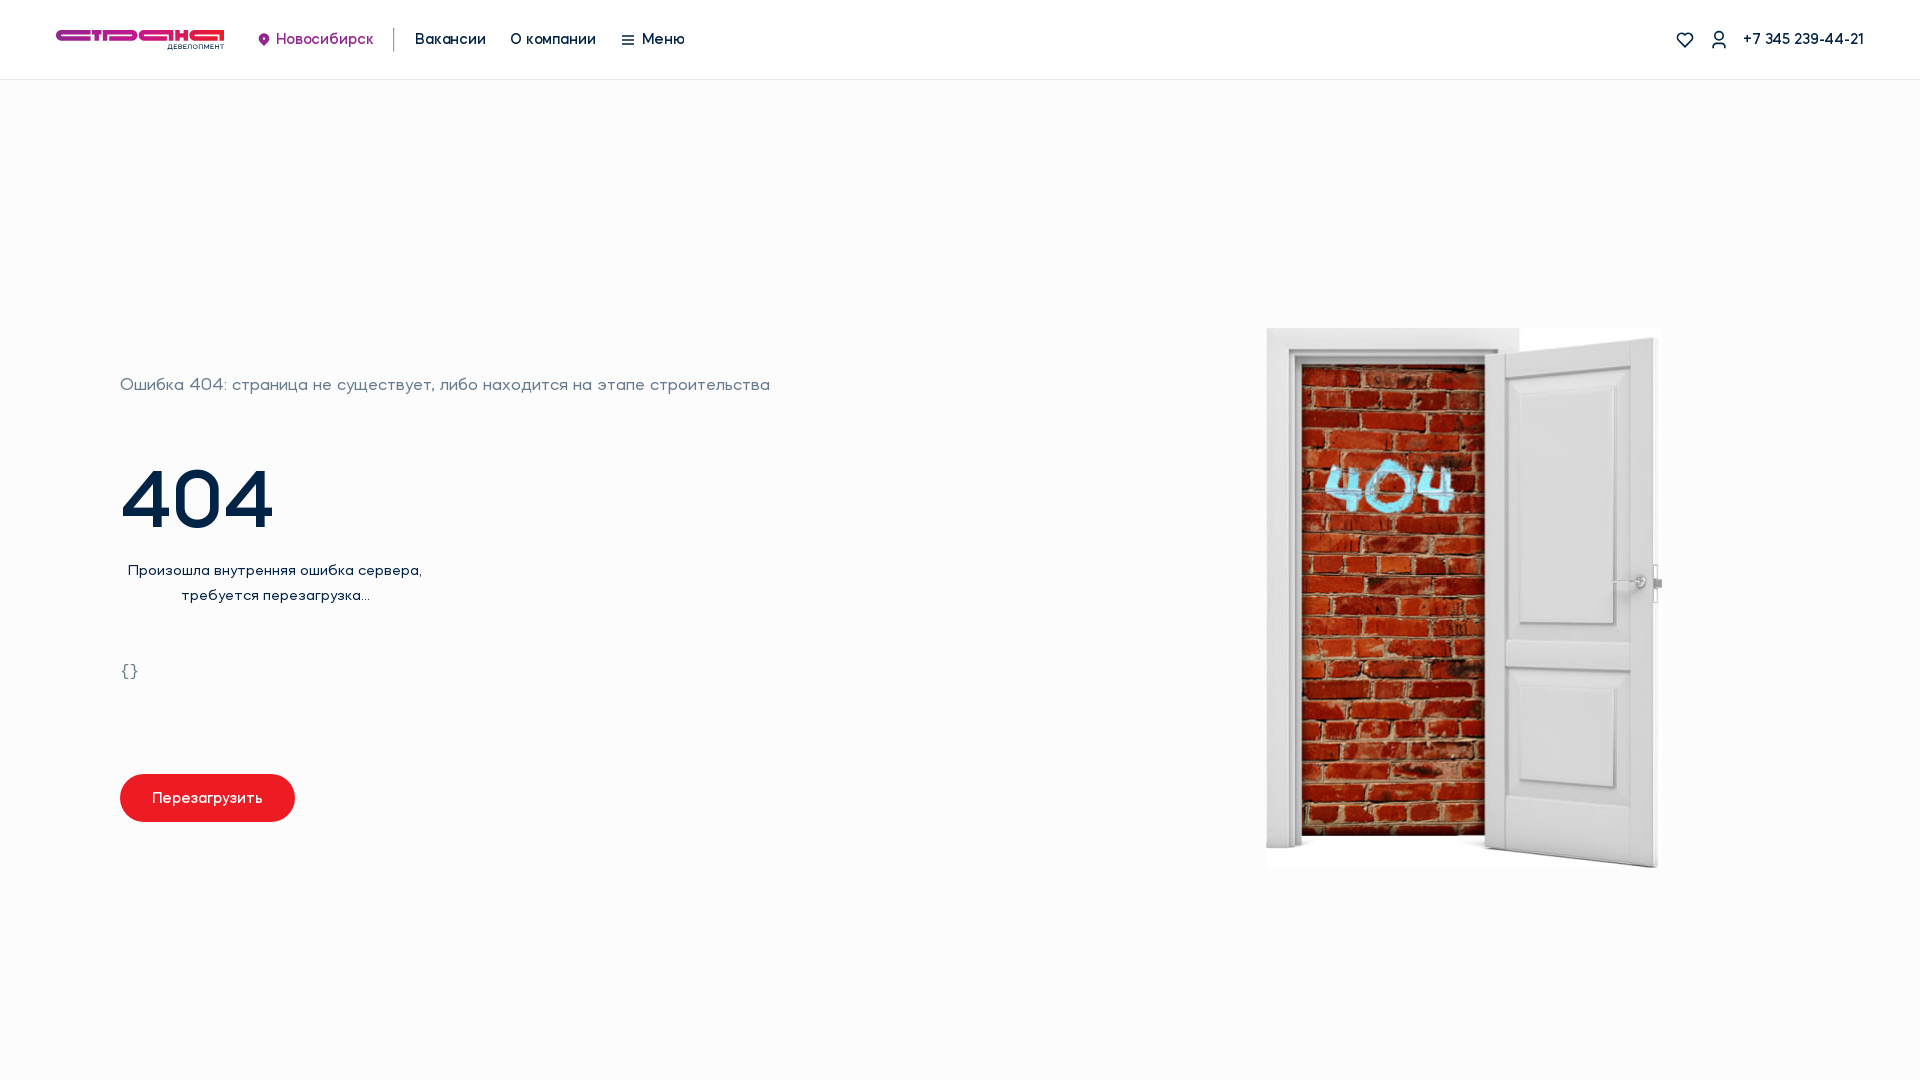 страна
ДЕВЕЛОПМЕНТ
Новосибирск
Вакансии
О компании
Меню
+7 345 239-44-21
Ошибка 404: страница не существует, либо находится на этапе строительства
404
Произошла внутренняя ошибка сервера,
требуется перезагрузка...
{}
Перезагрузить
404